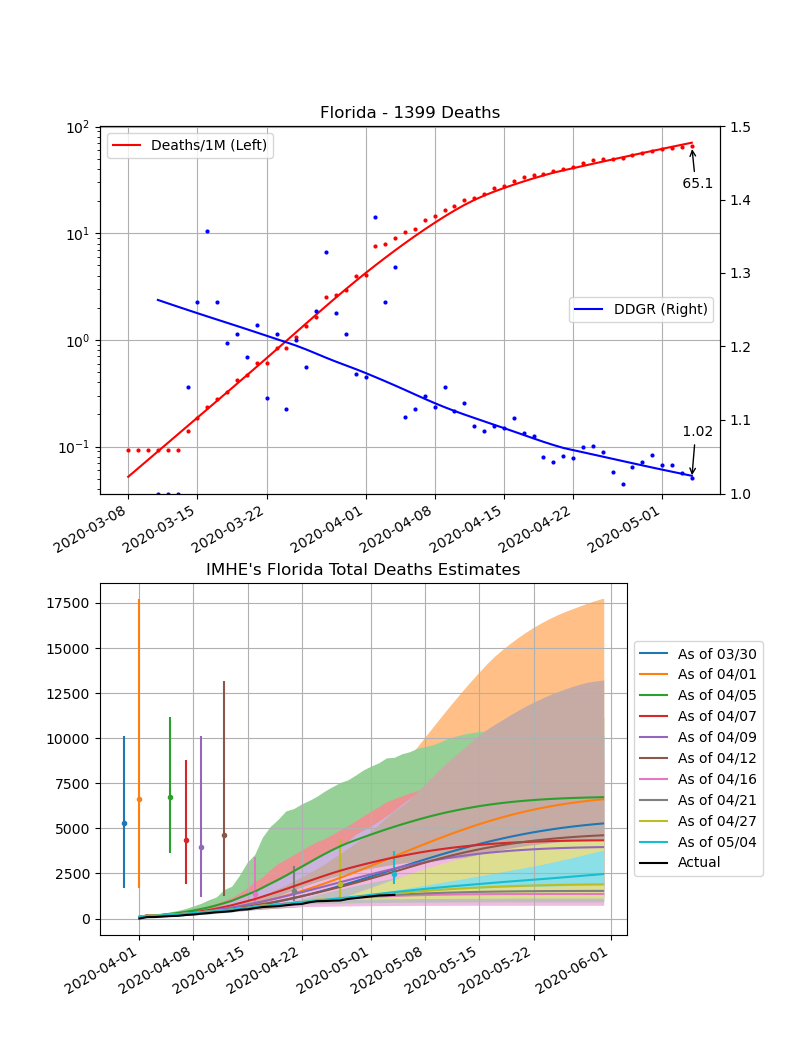 Florida - 1399 Deaths
10²
10¹
10⁰
10⁻¹
Deaths/1M (Left)
DDGR (Right)
65.1
1.02
1.5
1.4
1.3
1.2
1.1
1.0
2020-03-08
2020-03-15
2020-03-22
2020-04-01
2020-04-08
2020-04-15
2020-04-22
2020-05-01
IMHE's Florida Total Deaths Estimates
17500
15000
12500
10000
7500
5000
2500
0
2020-04-01
2020-04-08
2020-04-15
2020-04-22
2020-05-01
2020-05-08
2020-05-15
2020-05-22
2020-06-01
As of 03/30
As of 04/01
As of 04/05
As of 04/07
As of 04/09
As of 04/12
As of 04/16
As of 04/21
As of 04/27
As of 05/04
Actual